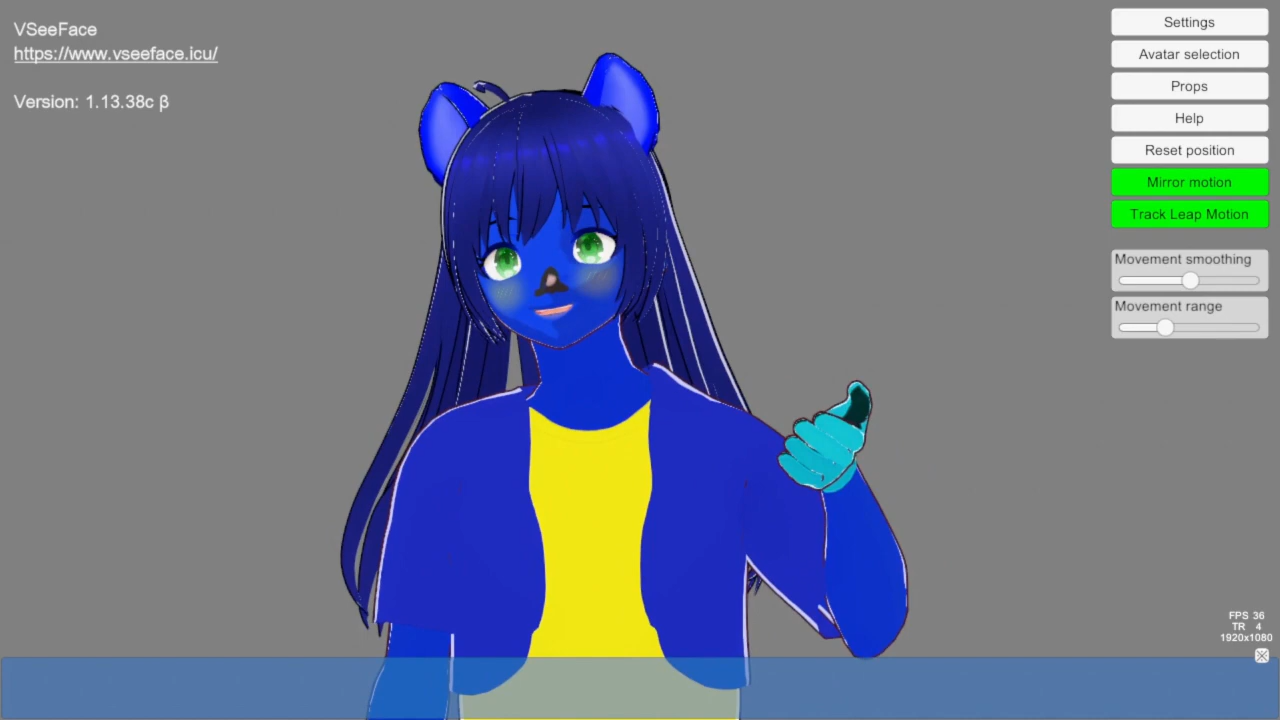 VSeeFace
https://www.vseeface.icu/
Version: 1.13.38c β
Settings
Avatar selection
Props
Help
Reset position
Mirror motion
Track Leap Motion
Movement smoothing
Movement range
FPS 36
TR 4
1920x1080